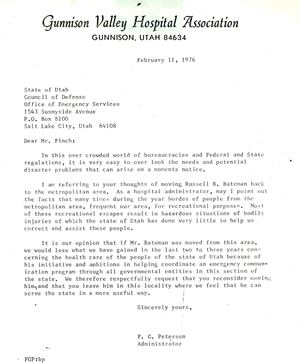 Gunnison Valley Hospital Association
GUNNISON, UTAH 84634
February 11, 1976
State of Utah
Council of Defense
Office of Emergency Services
1543 Sunnyside Avenue
P.O. Box 8100
Salt Lake City, Utah 84108
Dear Mr. Finch:
In this over crowded world of bureaucracies and Federal and State
regulations, it is very easy to over look the needs and potential
disaster problems that can arise on a moments notice.
I am referring to your thoughts of moving Russell R. Bateman back
to the metropolitan area. As a hospital administrator, may I point out
the facts that many times during the year hordes of people from the
metropolitan area, frequent our area, for recreational purposes. Most
of these recreational escapes result in hazardous situations of bodily
injuries of which the state of Utah has done very little to help us
correct and assist these people.
It is our opinion that if Mr. Bateman was moved from this area,
we would lose what we have gained in the last two to three years con-
cerning the health care of the people of the state of Utah because of
his initiative and ambitions in helping coordinate an emergency commun-
ication program through all governmental entities in this section of
the state. We therefore respectfully request that you reconsider moving
him, and that you leave him in this locality where we feel that he can
serve the state in a more useful way.
Sincerely yours,
F. G. Peterson
Administrator
FGP:bp